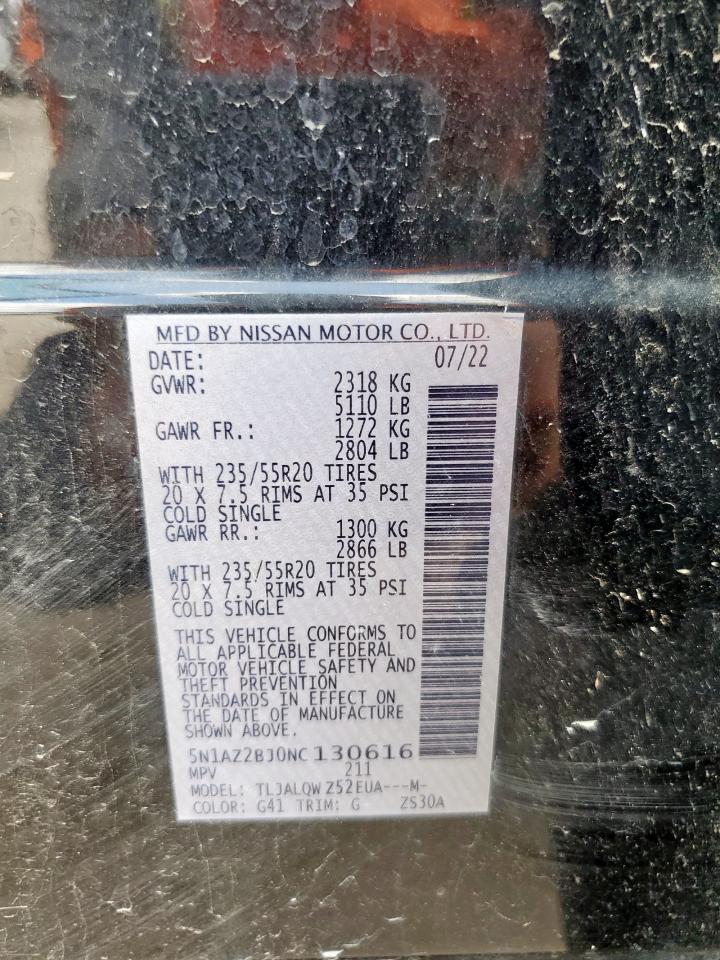 MFD BY NISSAN MOTOR CO., LTD.
DATE: 07/22
GVWR: 2318 KG
5110 LB
GAWR FR.: 1272 KG
2804 LB
WITH 235/55R20 TIRES
20 X 7.5 RIMS AT 35 PSI
COLD SINGLE
GAWR RR.: 1300 KG
2866 LB
WITH 235/55R20 TIRES
20 X 7.5 RIMS AT 35 PSI
COLD SINGLE
THIS VEHICLE CONFORMS TO
ALL APPLICABLE FEDERAL
MOTOR VEHICLE SAFETY AND
THEFT PREVENTION
STANDARDS IN EFFECT ON
THE DATE OF MANUFACTURE
SHOWN ABOVE.
5N1AZ2BJ0NC130616
MPV 211
MODEL: TLJALQW Z52EUA---M-
COLOR: G41 TRIM: G ZS30A